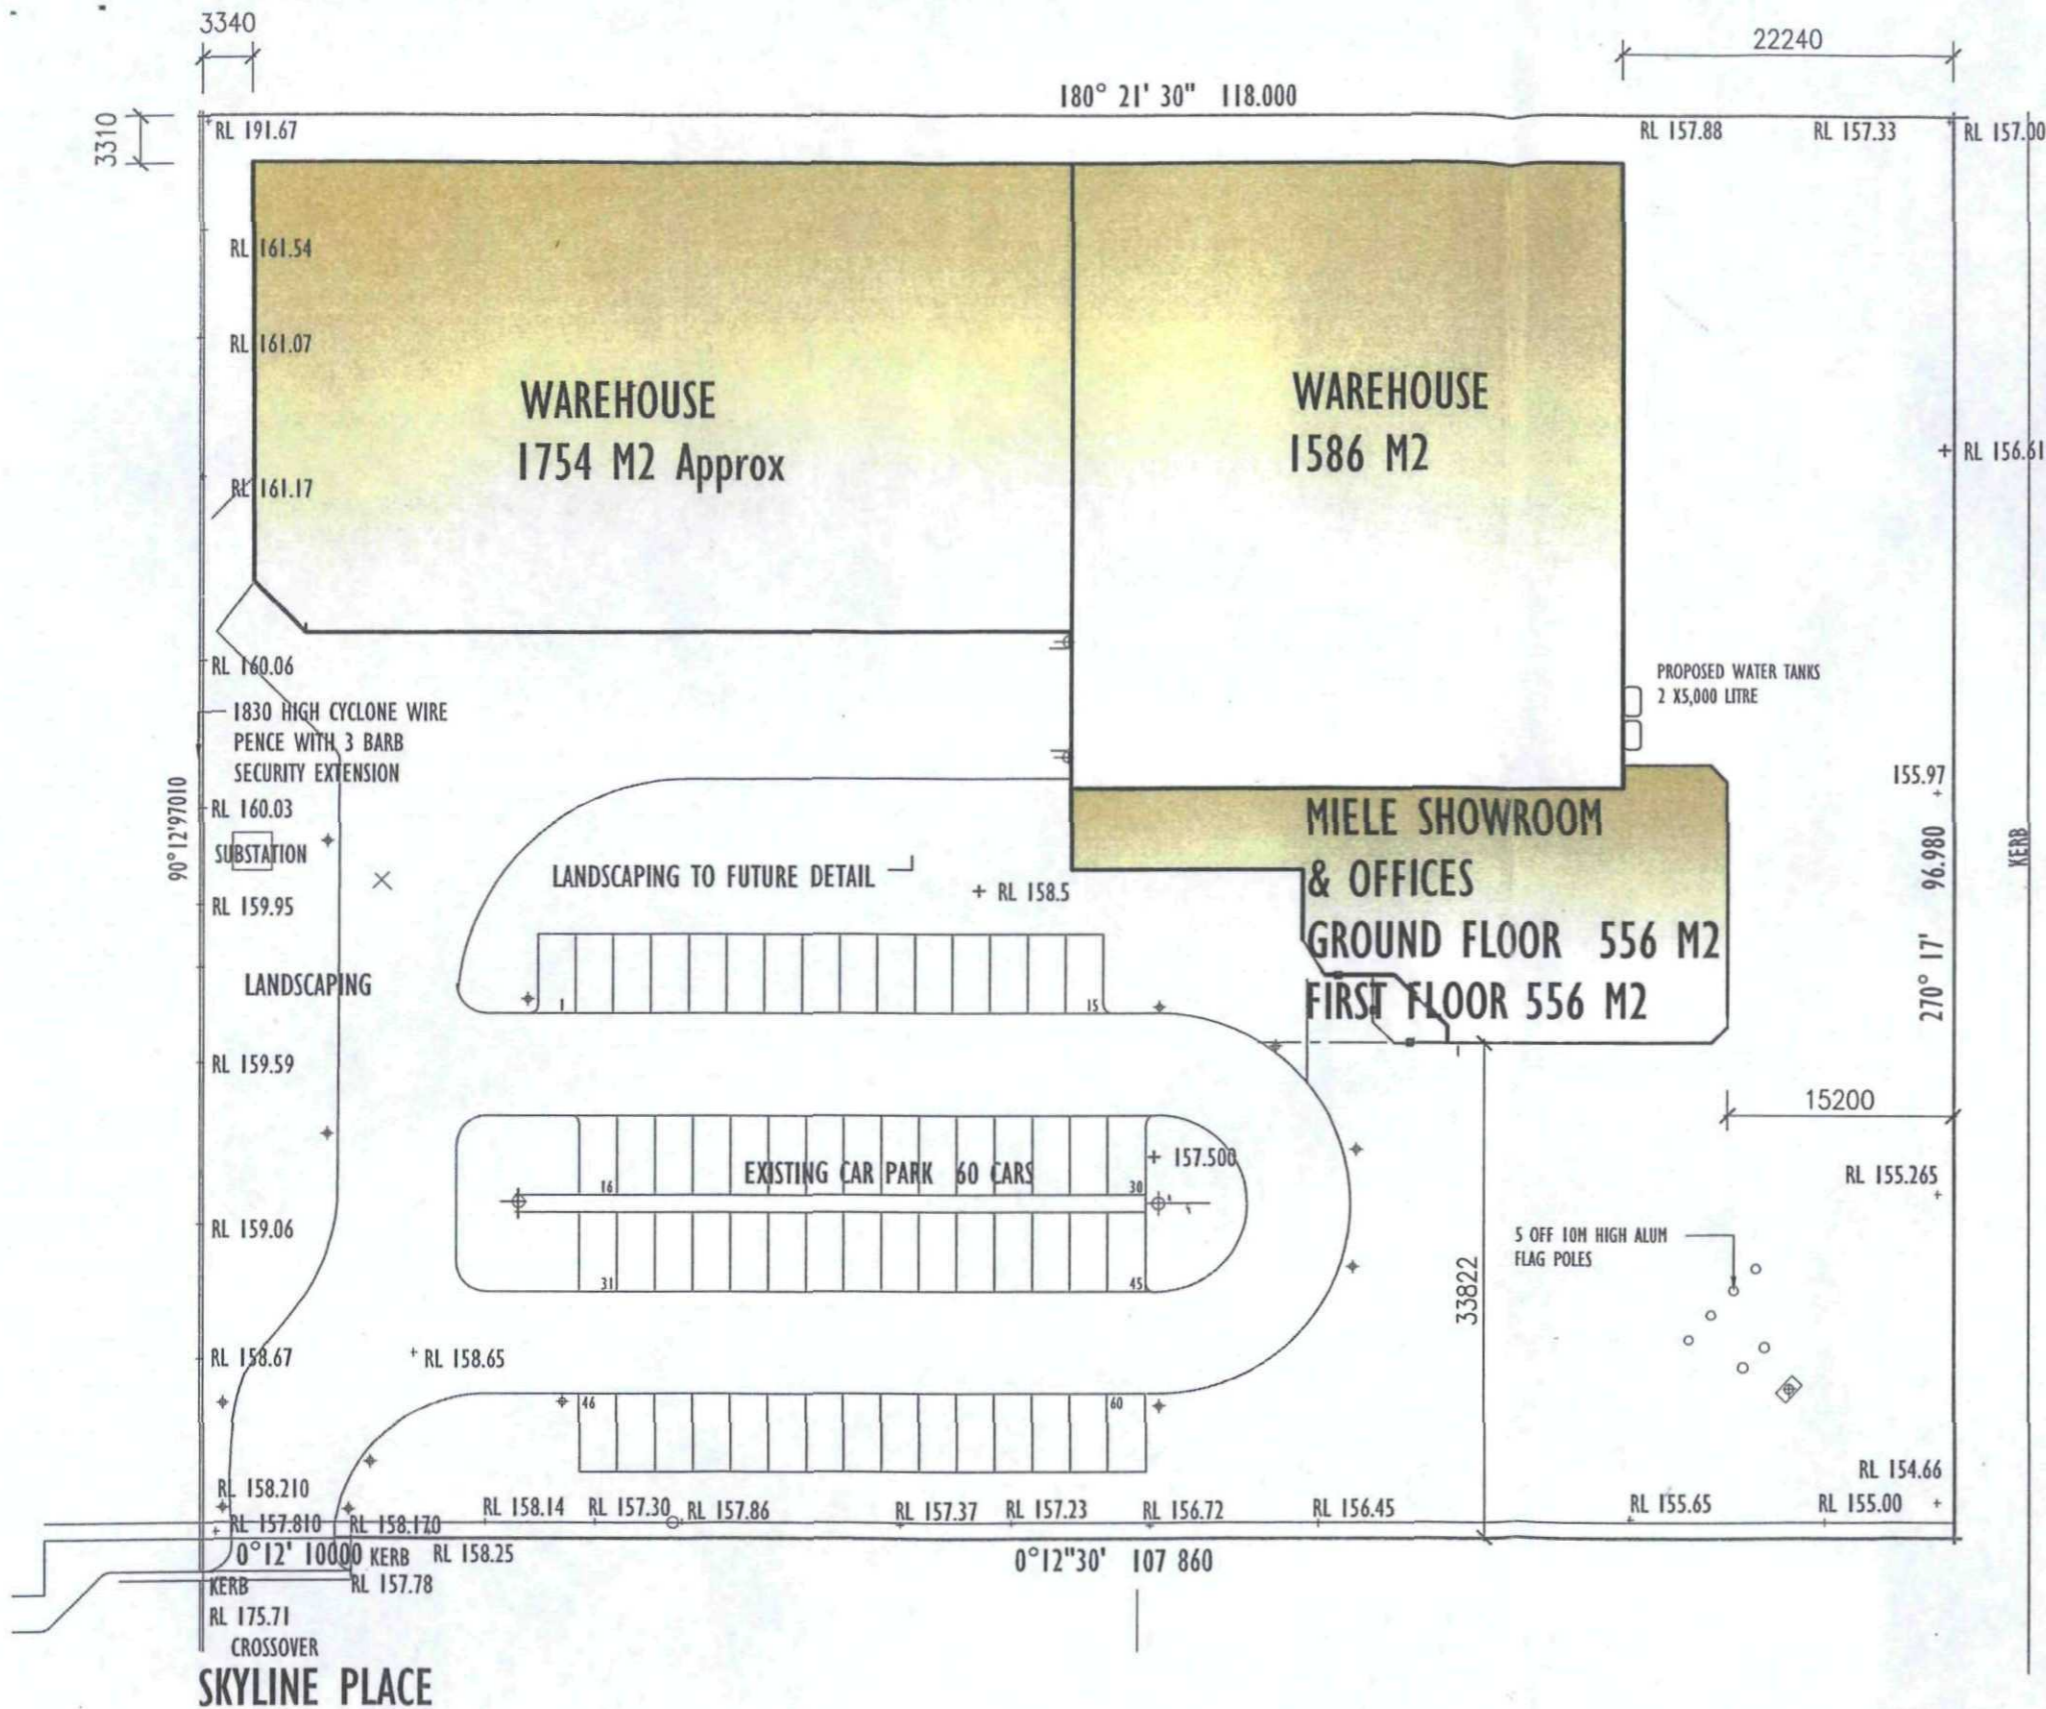 3340
22240
180° 21' 30" 118.000
3310
RL 191.67
RL 157.88
RL 157.33
RL 157.00
RL 161.54
RL 161.07
WAREHOUSE
1754 M2 Approx
WAREHOUSE
1586 M2
RL 156.61
RL 161.17
RL 160.06
PROPOSED WATER TANKS
2 X5,000 LITRE
1830 HIGH CYCLONE WIRE
PENCE WITH 3 BARB
SECURITY EXTENSION
90°12'97010
155.97
RL 160.03
SUBSTATION
MIELE SHOWROOM
& OFFICES
GROUND FLOOR 556 M2
FIRST FLOOR 556 M2
270° 17' 96.980
KERB
LANDSCAPING TO FUTURE DETAIL
RL 158.5
RL 159.95
LANDSCAPING
1
15
RL 159.59
15200
EXISTING CAR PARK 60 CARS
157.500
16
30
RL 155.265
RL 159.06
5 OFF 10M HIGH ALUM
FLAG POLES
31
45
33822
RL 158.67
RL 158.65
46
60
RL 154.66
RL 158.210
RL 158.14
RL 157.30
RL 157.86
RL 157.37
RL 157.23
RL 156.72
RL 156.45
RL 155.65
RL 155.00
RL 157.810
RL 158.170
0°12' 10000 KERB
RL 158.25
0°12"30' 107 860
KERB
RL 157.78
RL 175.71
CROSSOVER
SKYLINE PLACE